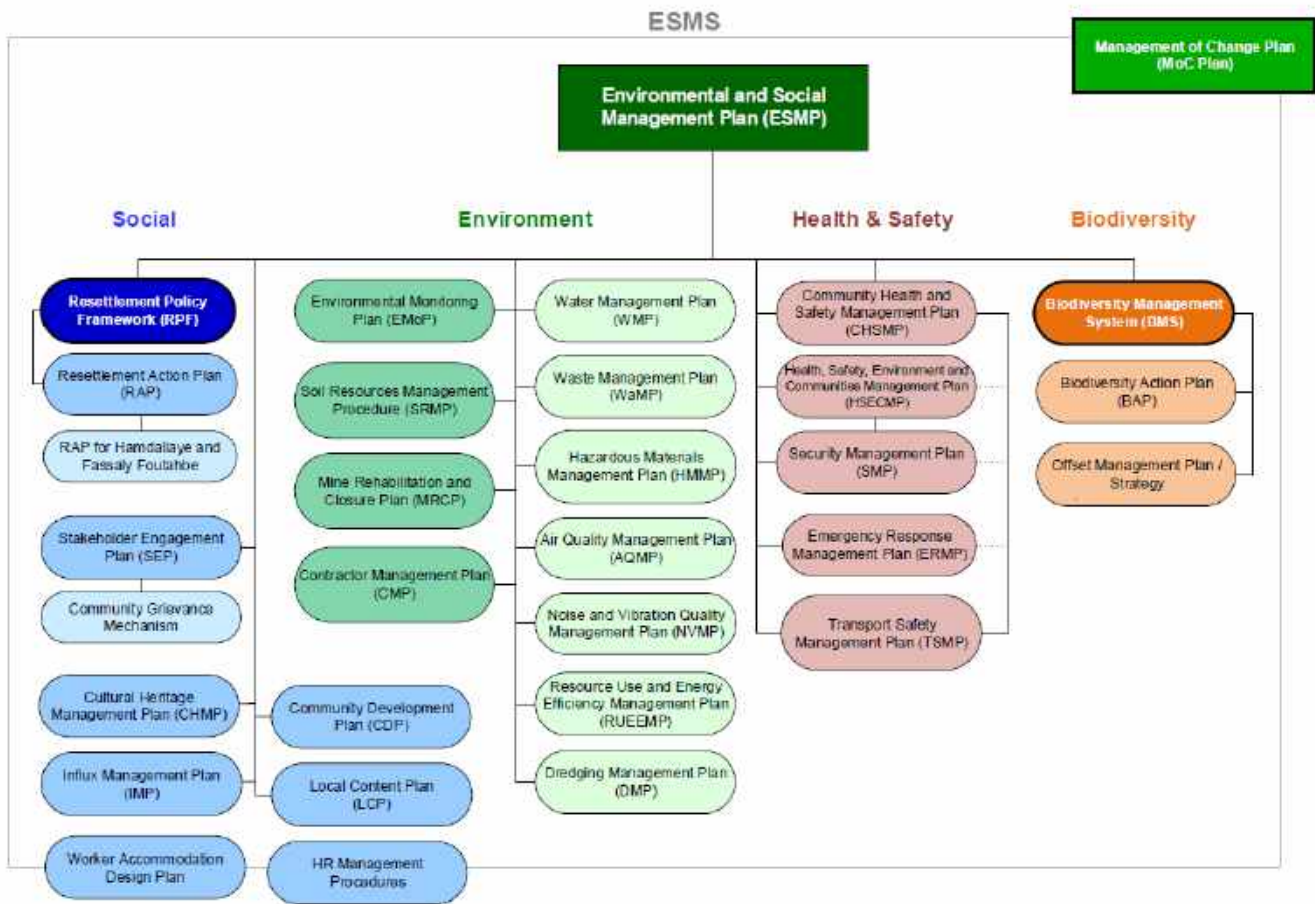 ESMS
Management of Change Plan
(MoC Plan)
Environmental and Social
Management Plan (ESMP)
Social
Environment
Health & Safety
Biodiversity
Resettlement Policy
Framework (RPF)
Resettlement Action Plan
(RAP)
RAP for Hamdallaye and
Fassaly Foutahbe
Stakeholder Engagement
Plan (SEP)
Community Grievance
Mechanism
Cultural Heritage
Management Plan (CHMP)
Influx Management Plan
(IMP)
Worker Accommodation
Design Plan
Community Development
Plan (CDP)
Local Content Plan
(LCP)
HR Management
Procedures
Environmental Monitoring
Plan (EMoP)
Soil Resources Management
Procedure (SRMP)
Mine Rehabilitation and
Closure Plan (MRCP)
Contractor Management Plan
(CMP)
Water Management Plan
(WMP)
Waste Management Plan
(WaMP)
Hazardous Materials
Management Plan (HMMP)
Air Quality Management Plan
(AQMP)
Noise and Vibration Quality
Management Plan (NVMP)
Resource Use and Energy
Efficiency Management Plan
(RUEEMP)
Dredging Management Plan
(DMP)
Community Health and
Safety Management Plan
(CHSMP)
Health, Safety, Environment and
Communities Management Plan
(HSECMP)
Security Management Plan
(SMP)
Emergency Response
Management Plan (ERMP)
Transport Safety
Management Plan (TSMP)
Biodiversity Management
System (BMS)
Biodiversity Action Plan
(BAP)
Offset Management Plan /
Strategy